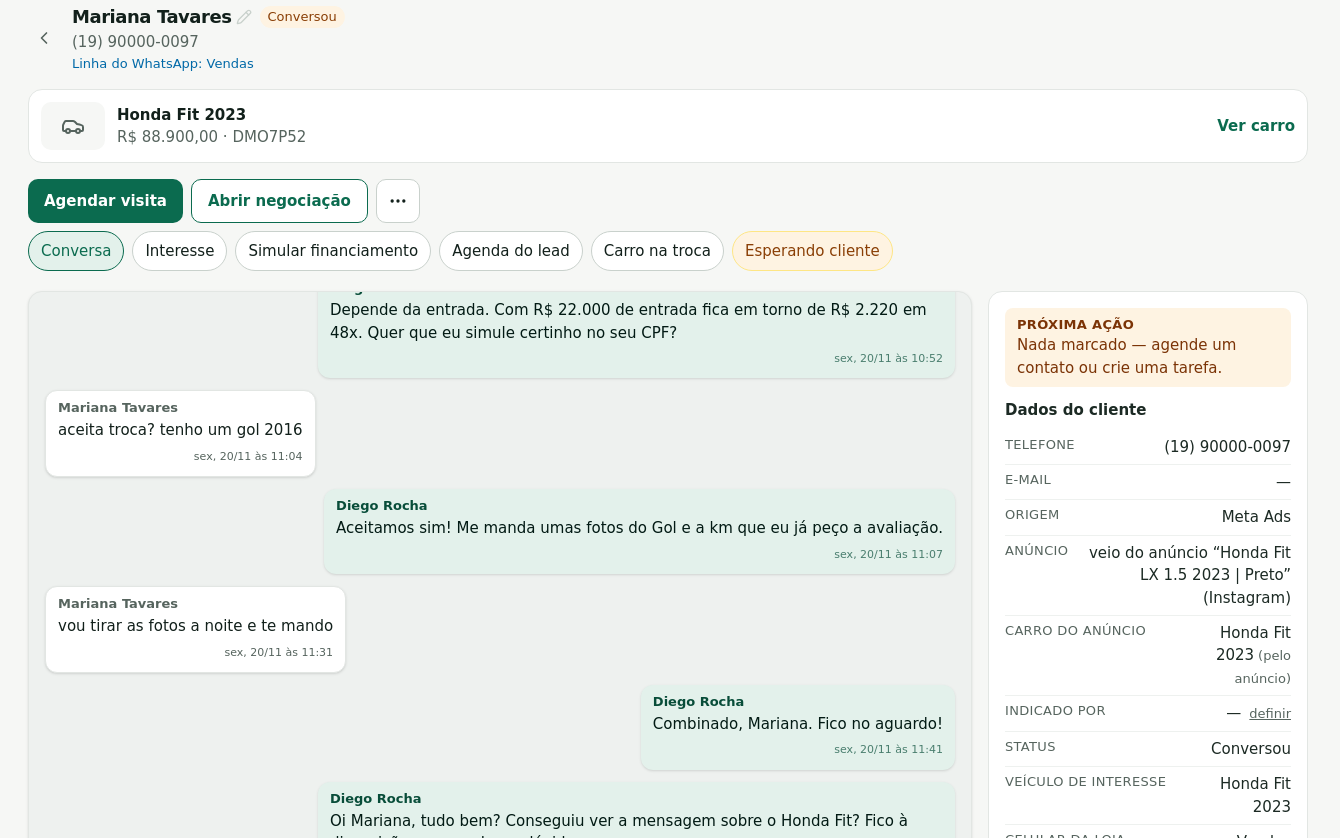 Mariana Tavares
Conversou
(19) 90000-0097
Linha do WhatsApp: Vendas
Honda Fit 2023
R$ 88.900,00 · DMO7P52
Ver carro
Agendar visita
Abrir negociação
Conversa
Interesse
Simular financiamento
Agenda do lead
Carro na troca
Esperando cliente
Depende da entrada. Com R$ 22.000 de entrada fica em torno de R$ 2.220 em
48x. Quer que eu simule certinho no seu CPF?
sex, 20/11 às 10:52
Mariana Tavares
aceita troca? tenho um gol 2016
sex, 20/11 às 11:04
Diego Rocha
Aceitamos sim! Me manda umas fotos do Gol e a km que eu já peço a avaliação.
sex, 20/11 às 11:07
Mariana Tavares
vou tirar as fotos a noite e te mando
sex, 20/11 às 11:31
Diego Rocha
Combinado, Mariana. Fico no aguardo!
sex, 20/11 às 11:41
Diego Rocha
Oi Mariana, tudo bem? Conseguiu ver a mensagem sobre o Honda Fit? Fico à
PRÓXIMA AÇÃO
Nada marcado — agende um
contato ou crie uma tarefa.
Dados do cliente
TELEFONE
(19) 90000-0097
E-MAIL
—
ORIGEM
Meta Ads
ANÚNCIO
veio do anúncio “Honda Fit
LX 1.5 2023 | Preto”
(Instagram)
CARRO DO ANÚNCIO
Honda Fit
2023 (pelo
anúncio)
INDICADO POR
— definir
STATUS
Conversou
VEÍCULO DE INTERESSE
Honda Fit
2023